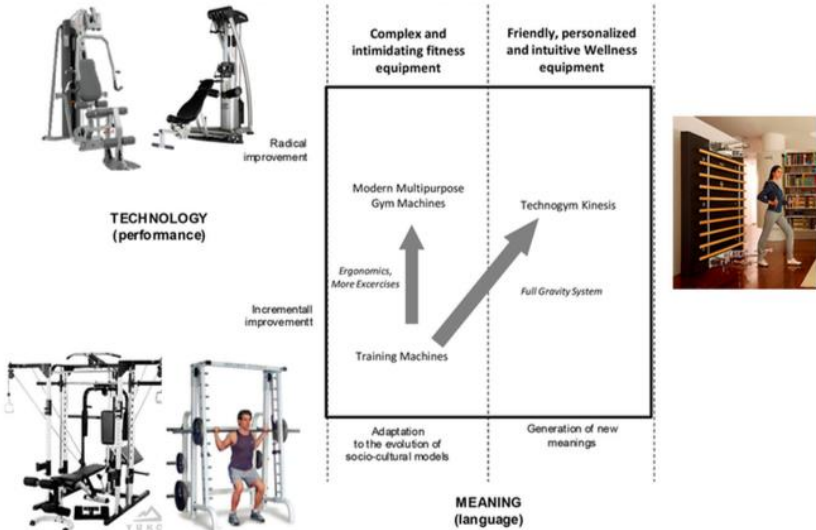 Complex and
intimidating fitness
equipment
Friendly, personalized
and intuitive Wellness
equipment
Radical
improvement
TECHNOLOGY
(performance)
Modern Multipurpose
Gym Machines
Technogym Kinesis
Ergonomics,
More Excercises
Full Gravity System
Incrementall
improvementt
Training Machines
Adaptation
to the evolution of
socio-cultural models
Generation of new
meanings
MEANING
(language)